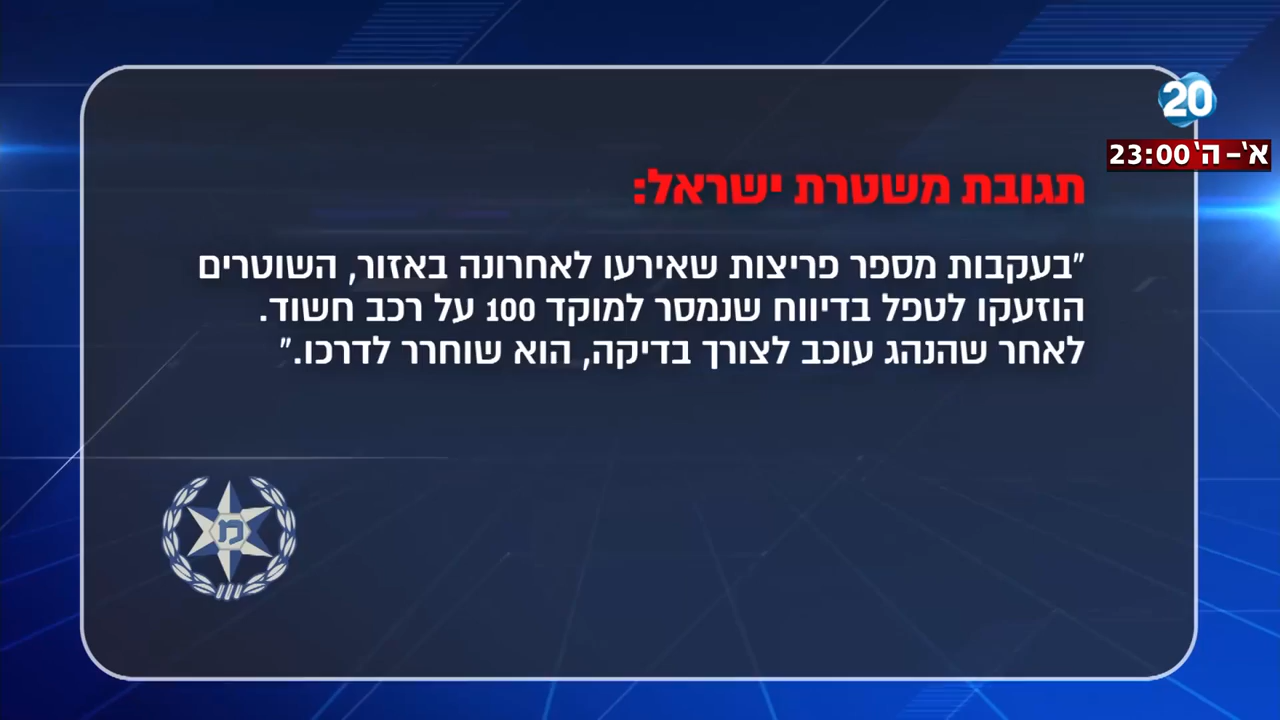 20
א'-ה' 23:00
תגובת משטרת ישראל:
"בעקבות מספר פריצות שאירעו לאחרונה באזור, השוטרים
הוזעקו לטפל בדיווח שנמסר למוקד 100 על רכב חשוד.
לאחר שהנהג עוכב לצורך בדיקה, הוא שוחרר לדרכו."
מ